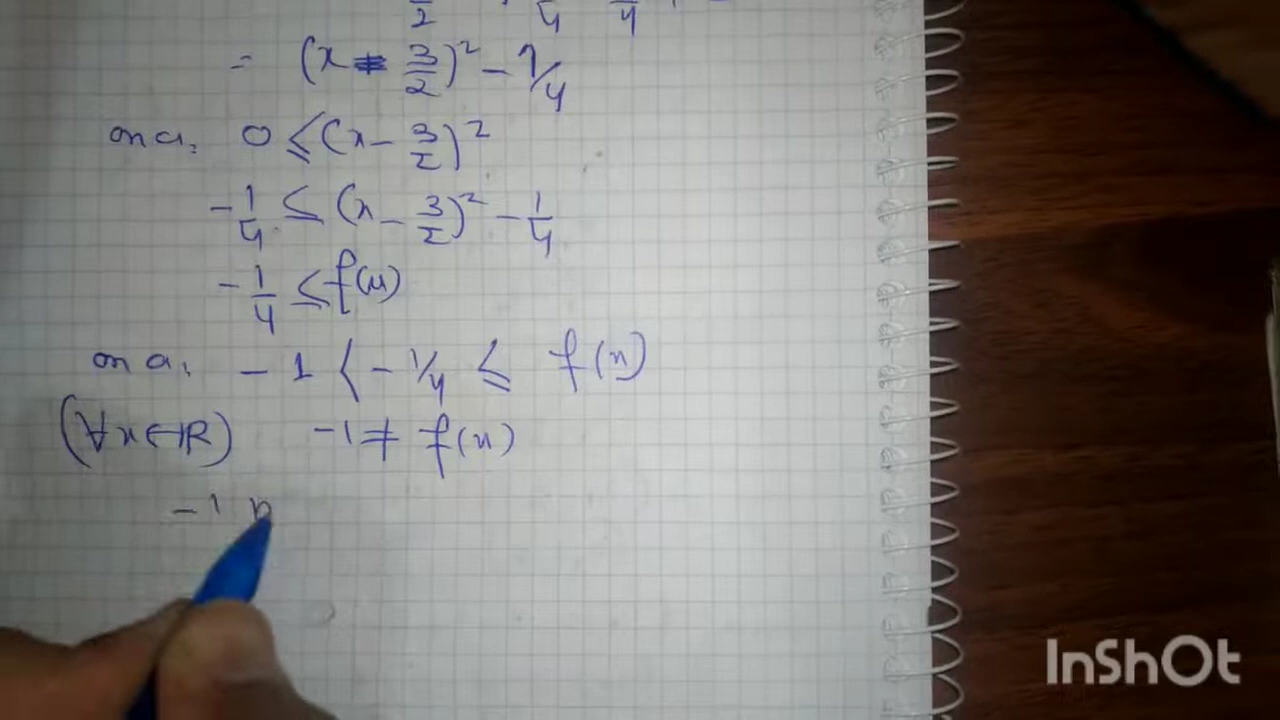 = (x - 3/2)² - 1/4
on a, 0 ≤ (x - 3/2)²
-1/4 ≤ (x - 3/2)² - 1/4
-1/4 ≤ f(x)
on a, -1 < -1/4 ≤ f(x)
(∀x∈ℝ) -1 ≠ f(x)
-1 n
InShOt